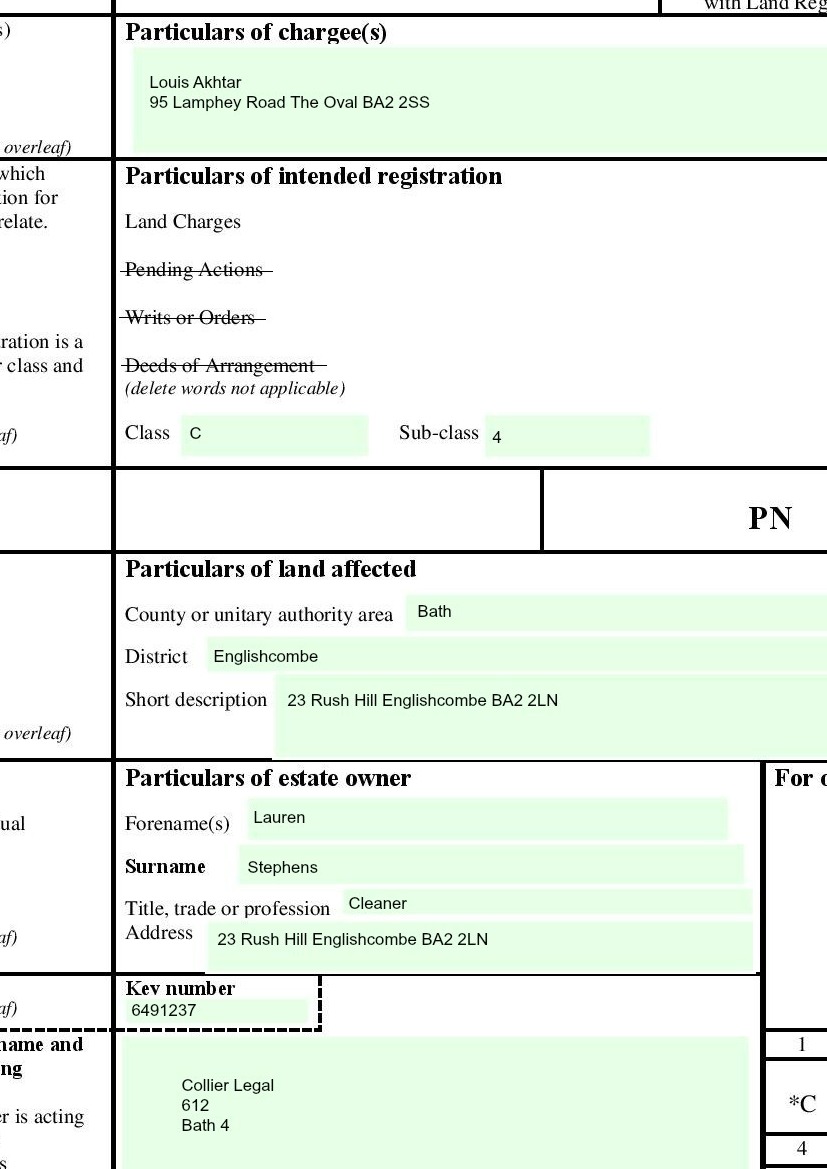 with Land Reg
s)
Particulars of chargee(s)
Louis Akhtar
95 Lamphey Road The Oval BA2 2SS
overleaf)
which
tion for
relate.
Particulars of intended registration
Land Charges
Pending Actions
Writs or Orders
ration is a
r class and
Deeds of Arrangement
(delete words not applicable)
af)
Class C Sub-class 4
PN
Particulars of land affected
County or unitary authority area Bath
District Englishcombe
Short description 23 Rush Hill Englishcombe BA2 2LN
overleaf)
Particulars of estate owner
For o
ual
Forename(s) Lauren
Surname Stephens
Title, trade or profession Cleaner
af)
Address 23 Rush Hill Englishcombe BA2 2LN
Key number
af)
6491237
name and
ng
er is acting
s
Collier Legal
612
Bath 4
1
*C
4